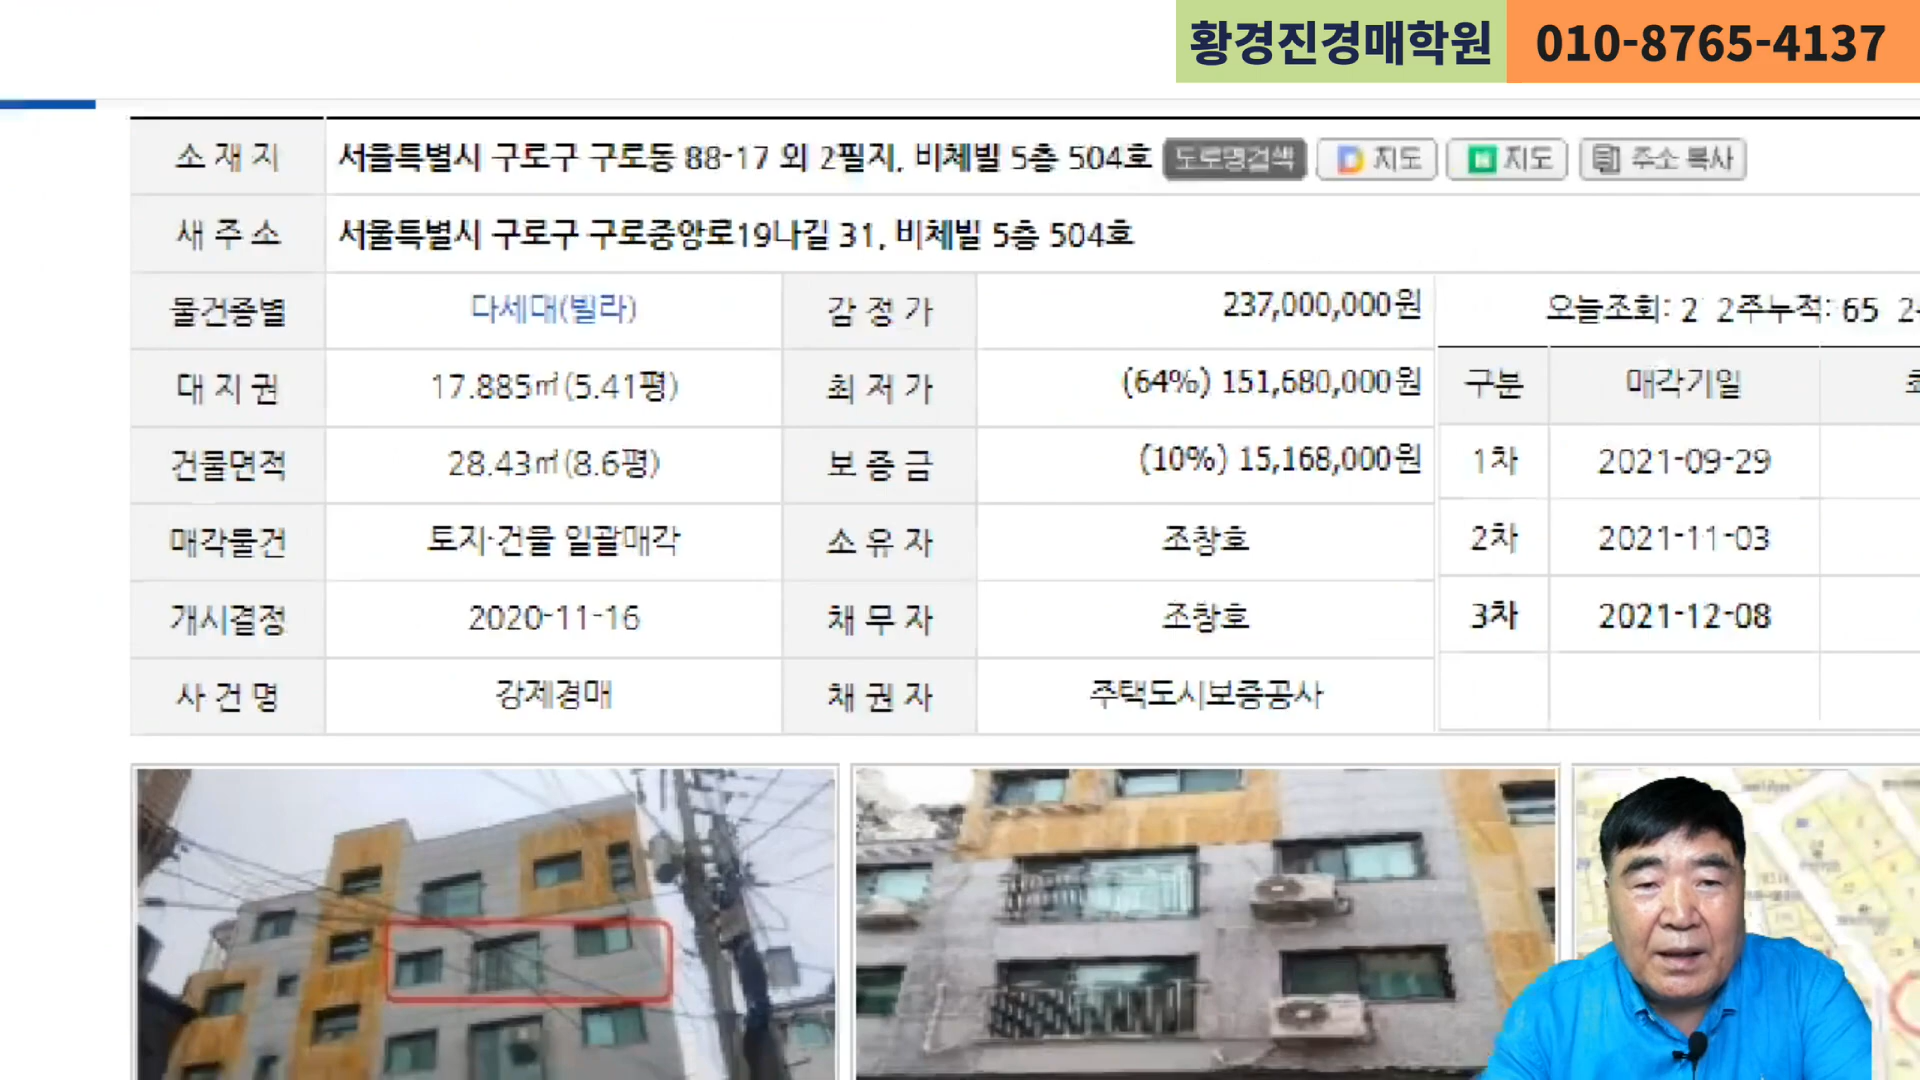 황경진경매학원 010-8765-4137
소 재 지 서울특별시 구로구 구로동 88-17 외 2필지, 비체빌 5층 504호 도로명검색 D 지도 N 지도 주소 복사
새 주 소 서울특별시 구로구 구로중앙로19나길 31, 비체빌 5층 504호
물건종별 다세대(빌라) 감 정 가 237,000,000원 오늘조회: 2 2주누적: 65 2
대 지 권 17.885㎡(5.41평) 최 저 가 (64%) 151,680,000원 구분 매각기일
건물면적 28.43㎡(8.6평) 보 증 금 (10%) 15,168,000원 1차 2021-09-29
매각물건 토지·건물 일괄매각 소 유 자 조창호 2차 2021-11-03
개시결정 2020-11-16 채 무 자 조창호 3차 2021-12-08
사 건 명 강제경매 채 권 자 주택도시보증공사